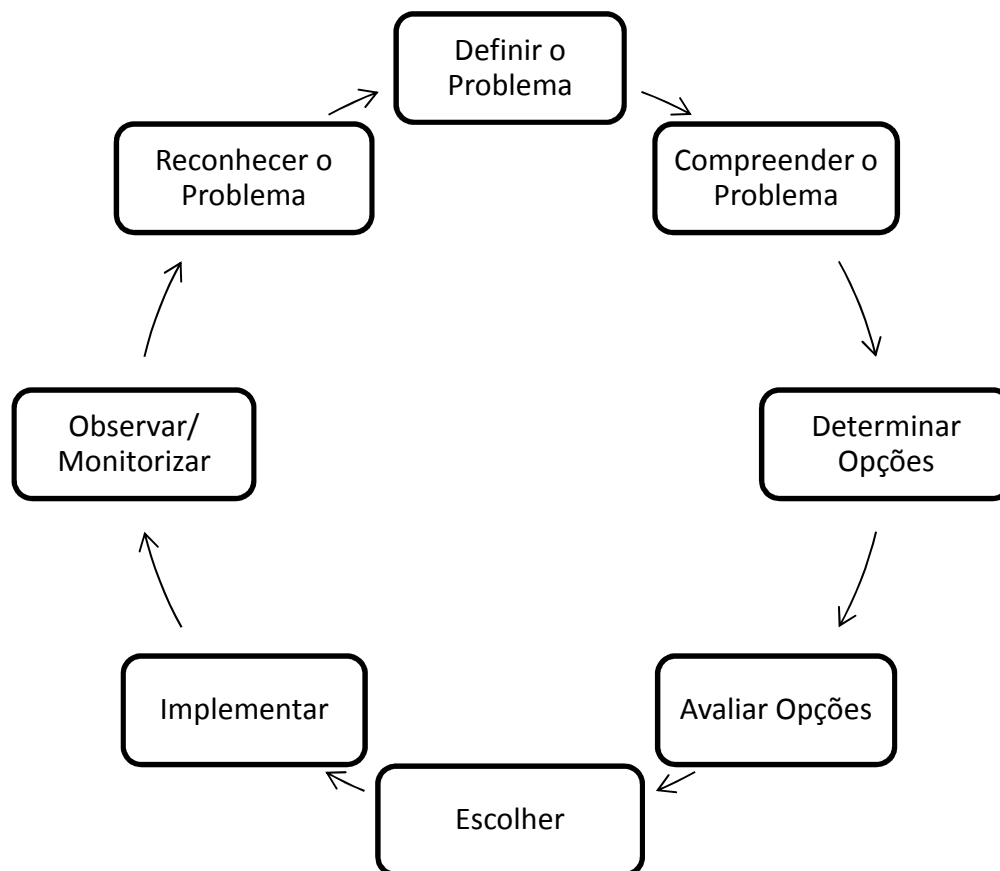 Definir o
Problema
Reconhecer o
Problema
Compreender o
Problema
Observar/
Monitorizar
Determinar
Opções
Implementar
Avaliar Opções
Escolher